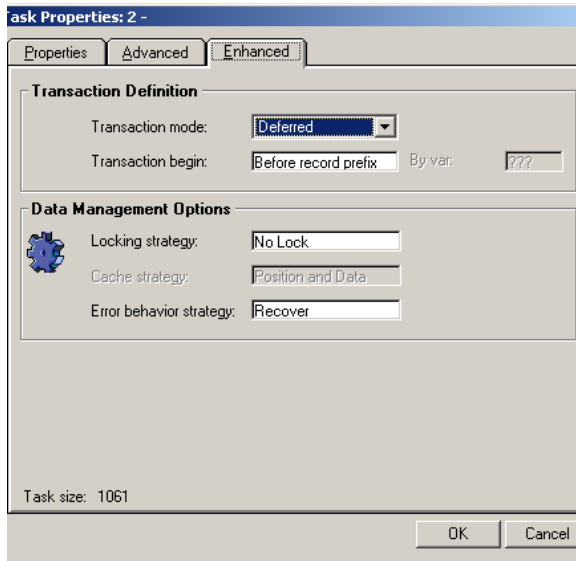 ask Properties: 2 -
Properties Advanced Enhanced
Transaction Definition
Transaction mode: Deferred
Transaction begin: Before record prefix By var: ???
Data Management Options
Locking strategy: No Lock
Cache strategy: Position and Data
Error behavior strategy: Recover
Task size: 1061
OK Cancel